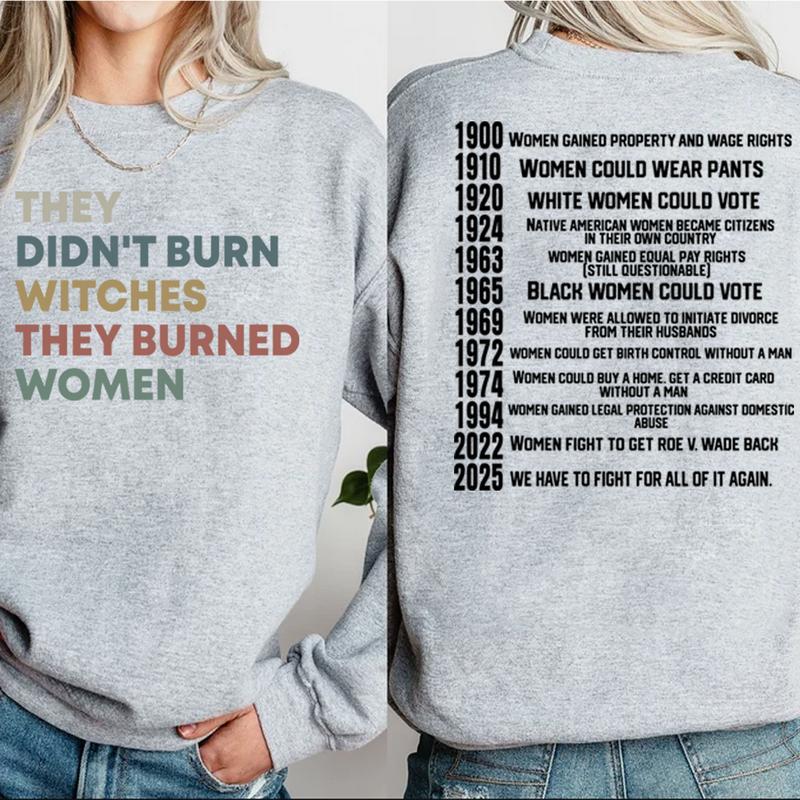 THEY
DIDN'T BURN
WITCHES
THEY BURNED
WOMEN
1900 WOMEN GAINED PROPERTY AND WAGE RIGHTS
1910 WOMEN COULD WEAR PANTS
1920 WHITE WOMEN COULD VOTE
1924 NATIVE AMERICAN WOMEN BECAME CITIZENS
IN THEIR OWN COUNTRY
1963 WOMEN GAINED EQUAL PAY RIGHTS
(STILL QUESTIONABLE)
1965 BLACK WOMEN COULD VOTE
1969 WOMEN WERE ALLOWED TO INITIATE DIVORCE
FROM THEIR HUSBANDS
1972 WOMEN COULD GET BIRTH CONTROL WITHOUT A MAN
1974 WOMEN COULD BUY A HOME. GET A CREDIT CARD
WITHOUT A MAN
1994 WOMEN GAINED LEGAL PROTECTION AGAINST DOMESTIC
ABUSE
2022 WOMEN FIGHT TO GET ROE V. WADE BACK
2025 WE HAVE TO FIGHT FOR ALL OF IT AGAIN.